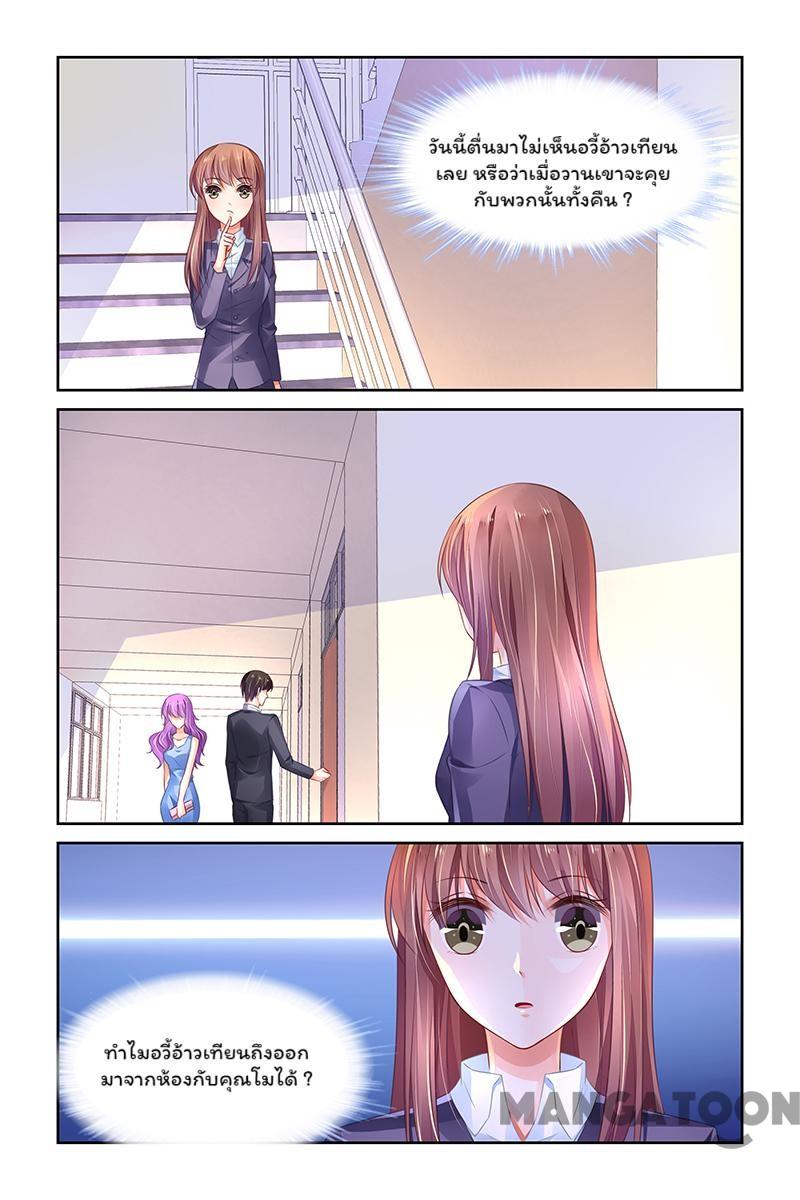 วันนี้ตื่นมาไม่เห็นอวี้อ้าวเทียน
เลย หรือว่าเมื่อวานเขาจะคุย
กับพวกนั้นทั้งคืน ?
ทำไมอวี้อ้าวเทียนถึงออก
มาจากห้องกับคุณโมได้ ?
MANGATOON